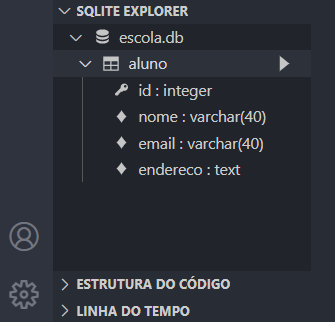 SQLITE EXPLORER
escola.db
aluno
id : integer
nome : varchar(40)
email : varchar(40)
endereco : text
ESTRUTURA DO CÓDIGO
LINHA DO TEMPO